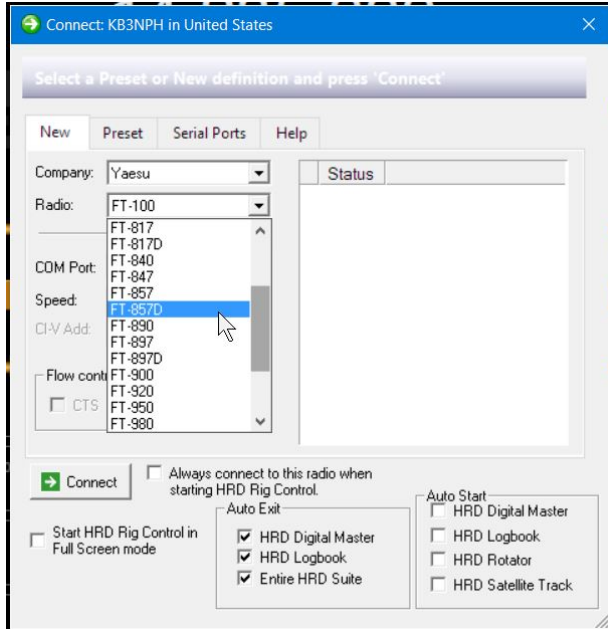 Connect: KB3NPH in United States
Select a Preset or New definition and press 'Connect'
New Preset Serial Ports Help
Company: Yaesu
Status
Radio: FT-100
FT-817
FT-817D
FT-840
COM Port:
FT-847
FT-857
Speed:
FT-857D
CI-V Add:
FT-890
FT-897
FT-897D
Flow cont
FT-900
FT-920
CTS
FT-950
FT-980
Connect
Always connect to this radio when
starting HRD Rig Control.
Start HRD Rig Control in
Full Screen mode
Auto Exit
HRD Digital Master
HRD Logbook
Entire HRD Suite
Auto Start
HRD Digital Master
HRD Logbook
HRD Rotator
HRD Satellite Track